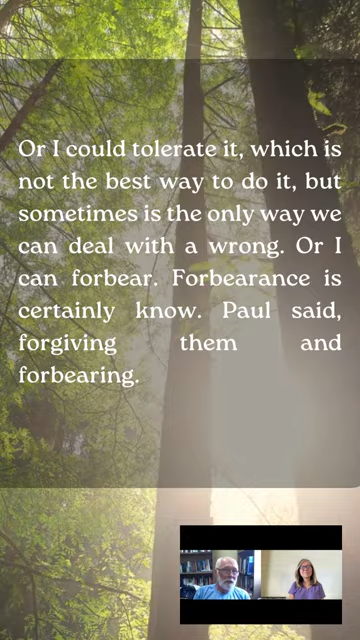 Or I could tolerate it, which is
not the best way to do it, but
sometimes is the only way we
can deal with a wrong. Or I
can forbear. Forbearance is
certainly know. Paul said,
forgiving them and
forbearing.